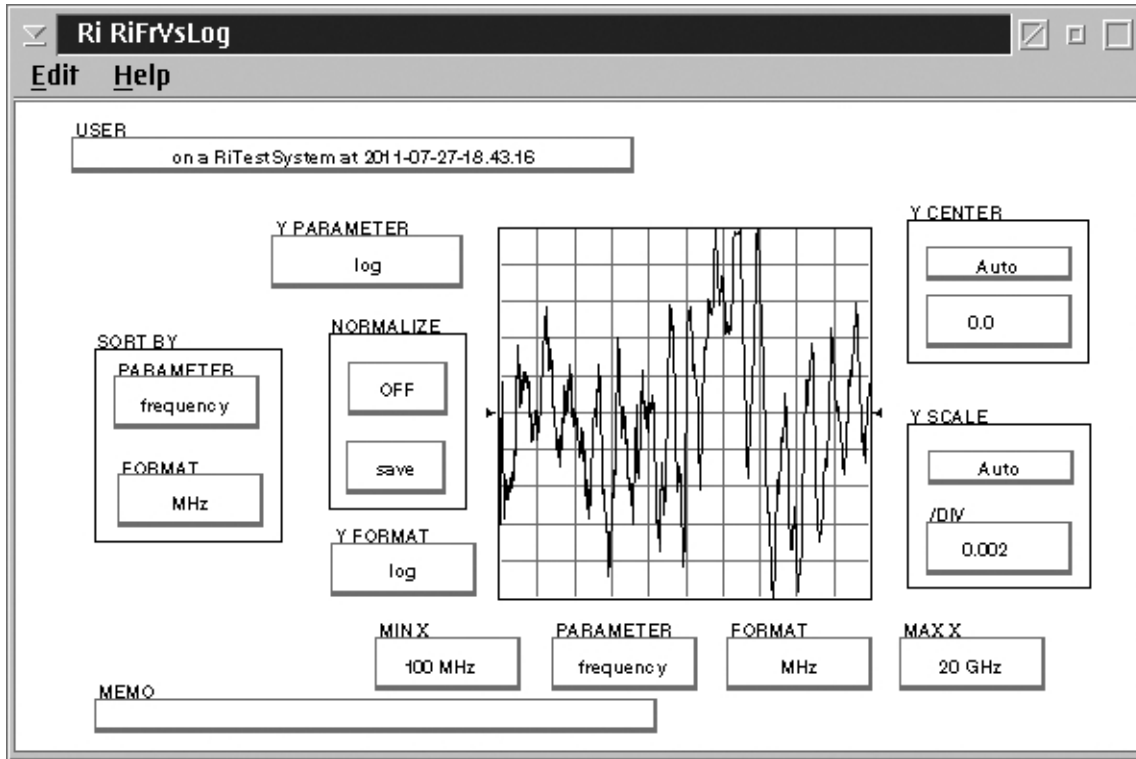 Ri RiFrVsLog
Edit Help
USER
on a RiTestSystem at 2011-07-27-18.43.16
Y PARAMETER
log
Y CENTER
Auto
0.0
SORT BY
PARAMETER
frequency
FORMAT
MHz
NORMALIZE
OFF
save
Y FORMAT
log
Y SCALE
Auto
/DIV
0.002
MIN X
100 MHz
PARAMETER
frequency
FORMAT
MHz
MAX X
20 GHz
MEMO